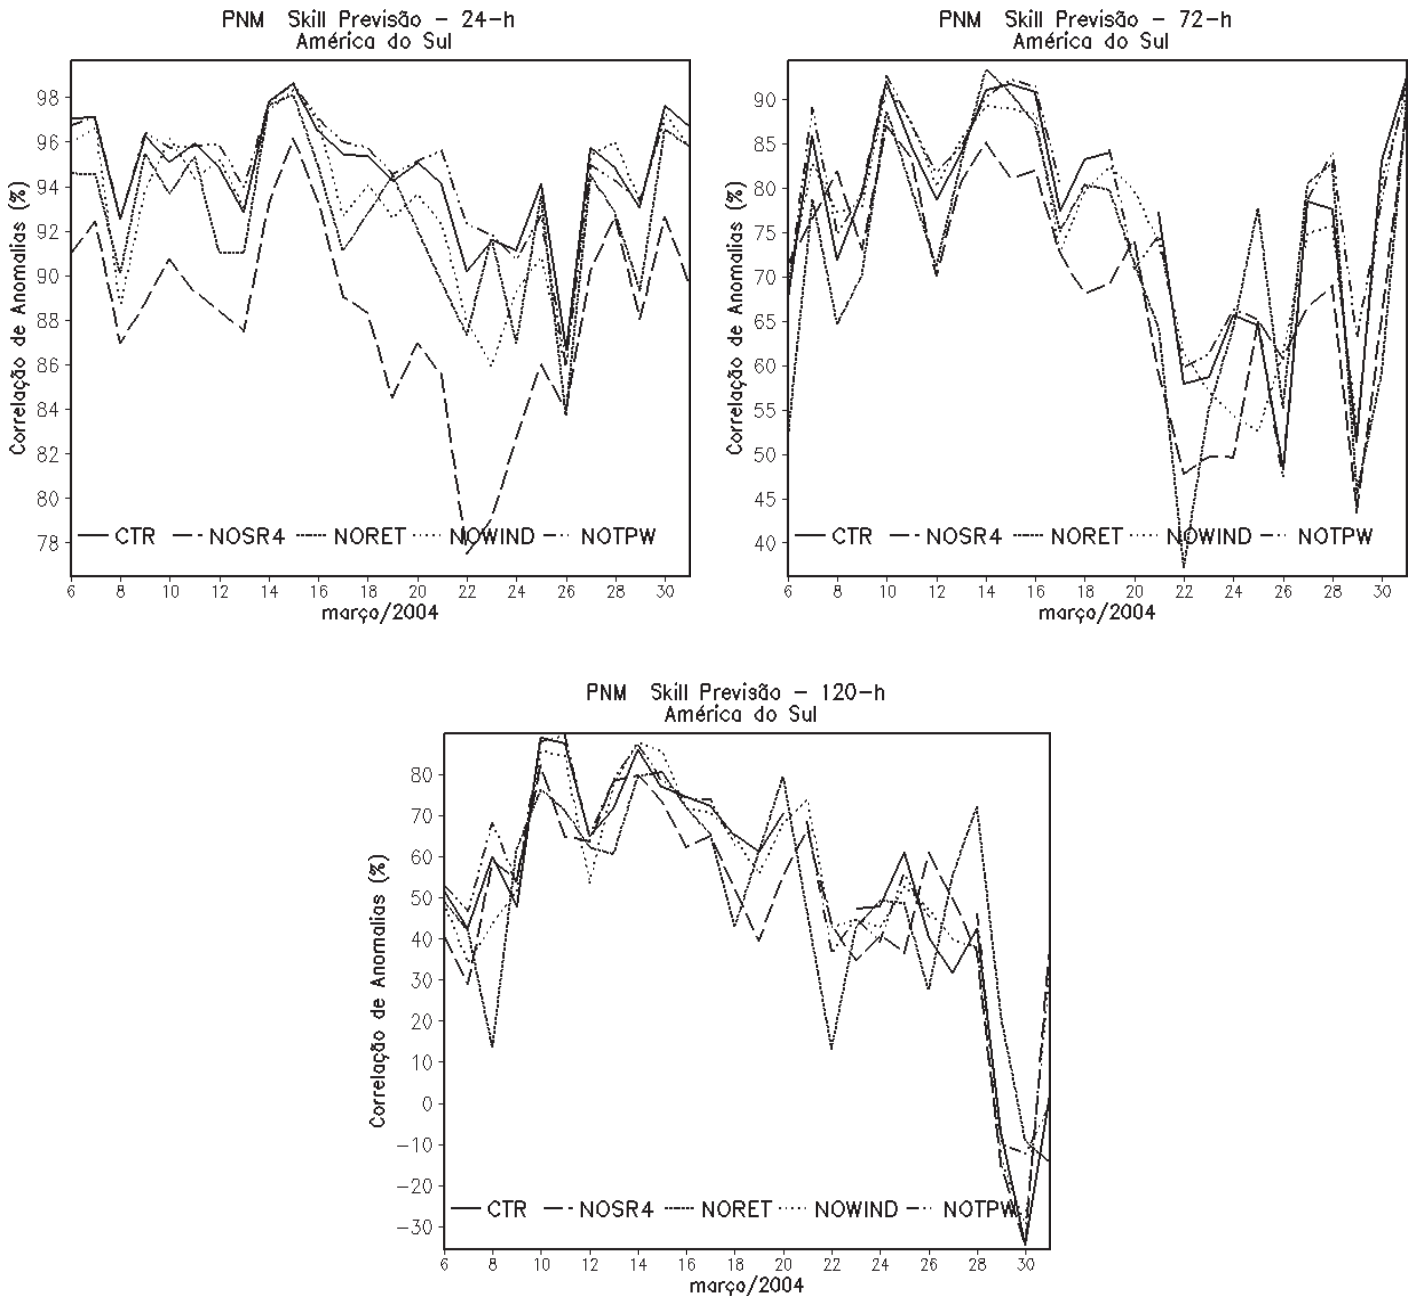 PNM Skill Previsão – 24–h
América do Sul
Correlação de Anomalias (%)
98
96
94
92
90
88
86
84
82
80
78
CTR NOSR4 NORET NOWIND NOTPW
6 8 10 12 14 16 18 20 22 24 26 28 30
março/2004
PNM Skill Previsão – 72–h
América do Sul
Correlação de Anomalias (%)
90
85
80
75
70
65
60
55
50
45
40
CTR NOSR4 NORET NOWIND NOTPW
6 8 10 12 14 16 18 20 22 24 26 28 30
março/2004
PNM Skill Previsão – 120–h
América do Sul
Correlação de Anomalias (%)
80
70
60
50
40
30
20
10
0
–10
–20
–30
CTR NOSR4 NORET NOWIND NOTPW
6 8 10 12 14 16 18 20 22 24 26 28 30
março/2004